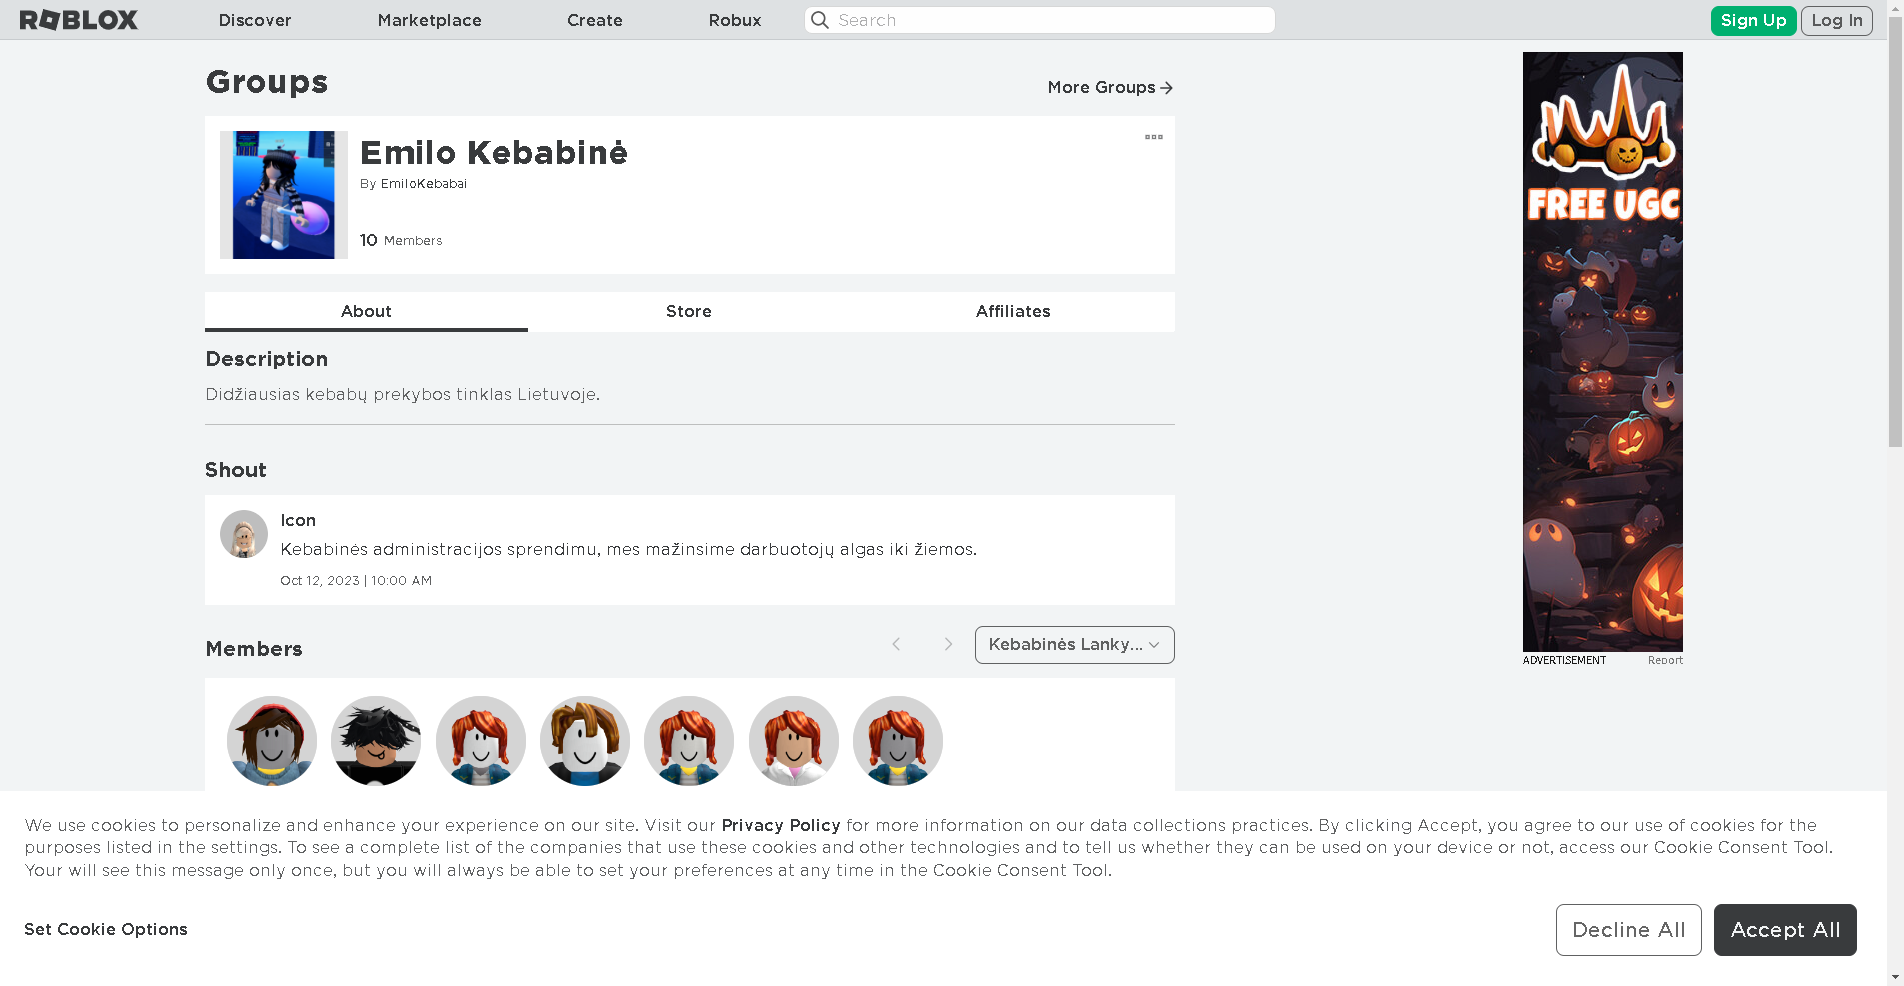 ROBLOX
Discover
Marketplace
Create
Robux
Search
Sign Up
Log In
Groups
More Groups
Emilo Kebabinė
By EmiloKebabai
10 Members
About
Store
Affiliates
Description
Didžiausias kebabų prekybos tinklas Lietuvoje.
Shout
Icon
Kebabinės administracijos sprendimu, mes mažinsime darbuotojų algas iki žiemos.
Oct 12, 2023 | 10:00 AM
Members
Kebabinės Lanky...
FREE UGC
ADVERTISEMENT
Report
We use cookies to personalize and enhance your experience on our site. Visit our Privacy Policy for more information on our data collections practices. By clicking Accept, you agree to our use of cookies for the
purposes listed in the settings. To see a complete list of the companies that use these cookies and other technologies and to tell us whether they can be used on your device or not, access our Cookie Consent Tool.
Your will see this message only once, but you will always be able to set your preferences at any time in the Cookie Consent Tool.
Set Cookie Options
Decline All
Accept All